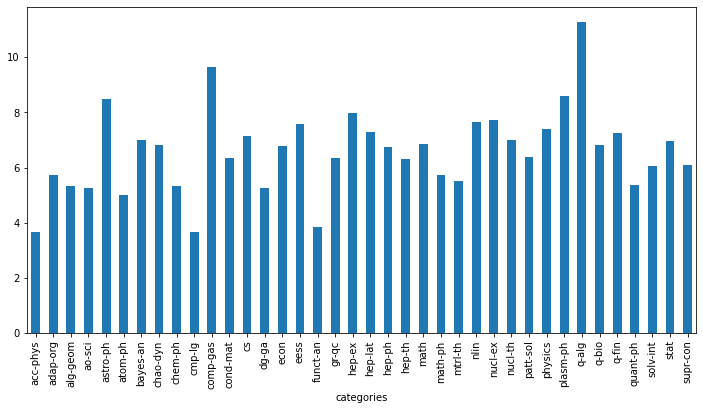 10
8
6
4
2
0
acc-phys
adap-org
alg-geom
ao-sci
astro-ph
atom-ph
bayes-an
chao-dyn
chem-ph
cmp-lg
comp-gas
cond-mat
cs
dg-ga
econ
eess
funct-an
gr-qc
hep-ex
hep-lat
hep-ph
hep-th
math
math-ph
mtrl-th
nlin
nucl-ex
nucl-th
patt-sol
physics
plasm-ph
q-alg
q-bio
q-fin
quant-ph
solv-int
stat
supr-con
categories